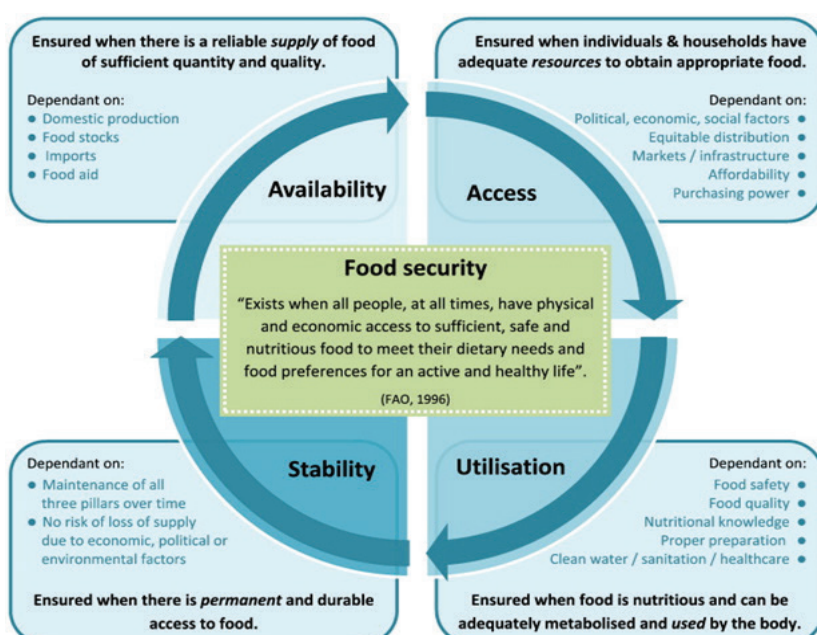 Ensured when there is a reliable supply of food
of sufficient quantity and quality.
Dependant on:
● Domestic production
● Food stocks
● Imports
● Food aid
Availability
Ensured when individuals & households have
adequate resources to obtain appropriate food.
Dependant on:
Political, economic, social factors ●
Equitable distribution ●
Markets / infrastructure ●
Affordability ●
Purchasing power ●
Access
Food security
“Exists when all people, at all times, have physical
and economic access to sufficient, safe and
nutritious food to meet their dietary needs and
food preferences for an active and healthy life”.
(FAO, 1996)
Stability
Dependant on:
● Maintenance of all
three pillars over time
● No risk of loss of supply
due to economic, political or
environmental factors
Ensured when there is permanent and durable
access to food.
Utilisation
Dependant on:
Food safety ●
Food quality ●
Nutritional knowledge ●
Proper preparation ●
Clean water / sanitation / healthcare ●
Ensured when food is nutritious and can be
adequately metabolised and used by the body.